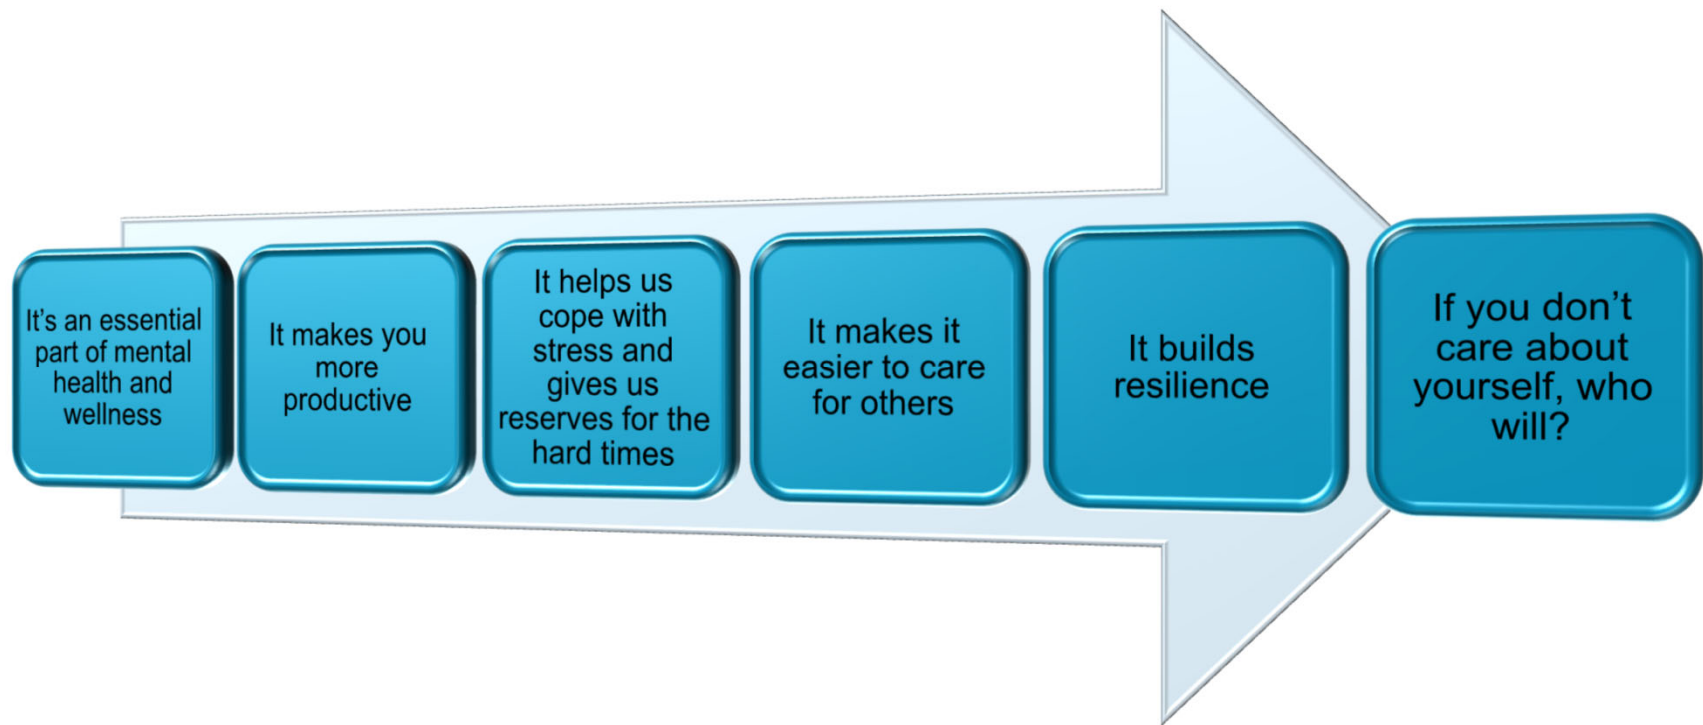 It’s an essential
part of mental
health and
wellness
It makes you
more
productive
It helps us
cope with
stress and
gives us
reserves for the
hard times
It makes it
easier to care
for others
It builds
resilience
If you don’t
care about
yourself, who
will?